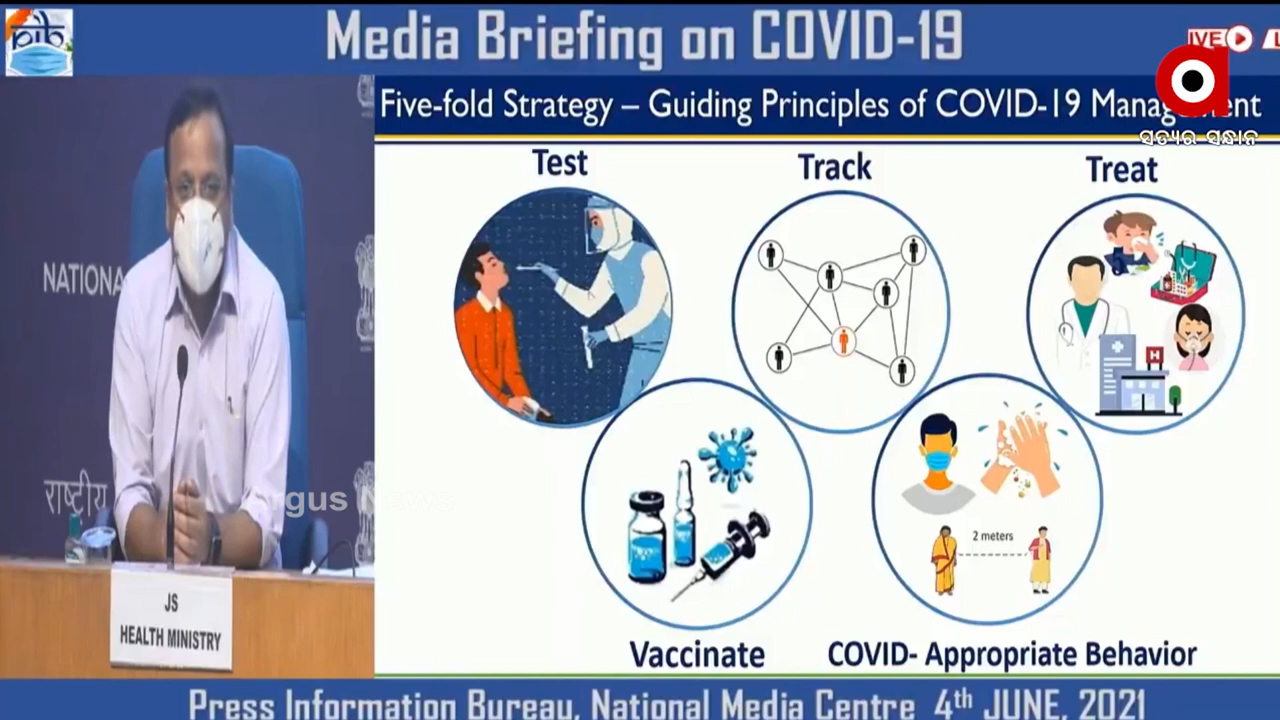 Media Briefing on COVID-19
pib
Five-fold Strategy – Guiding Principles of COVID-19 Management
ସତ୍ୟର ସନ୍ଧାନ
Test
Track
Treat
H
NATIONA
राष्ट्रीय
Argus News
2 meters
JS
HEALTH MINISTRY
Vaccinate
COVID- Appropriate Behavior
Press Information Bureau, National Media Centre 4th JUNE, 2021